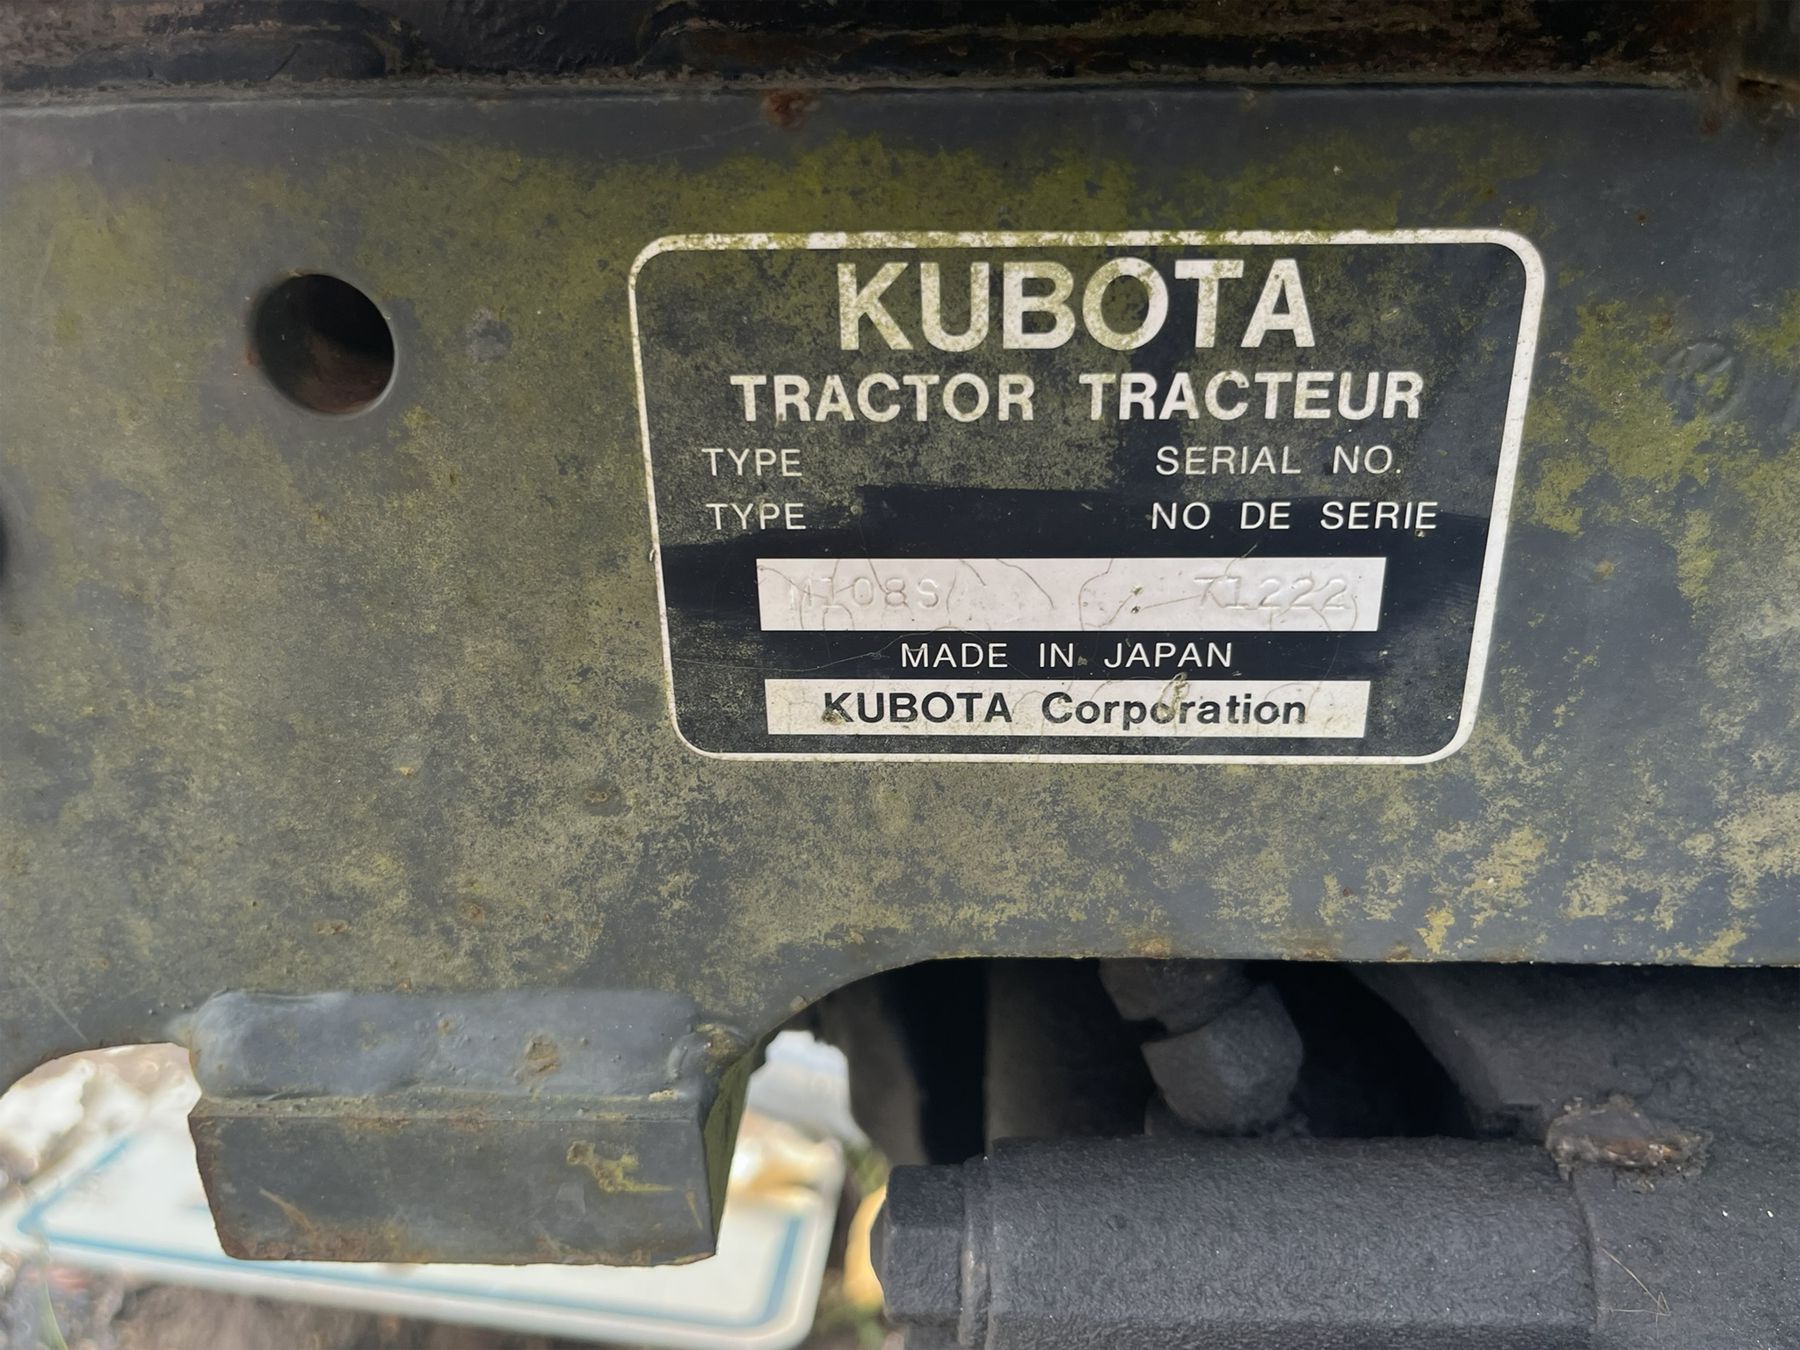 KUBOTA
TRACTOR TRACTEUR
TYPE SERIAL NO.
TYPE NO DE SERIE
M108S 71222
MADE IN JAPAN
KUBOTA Corporation